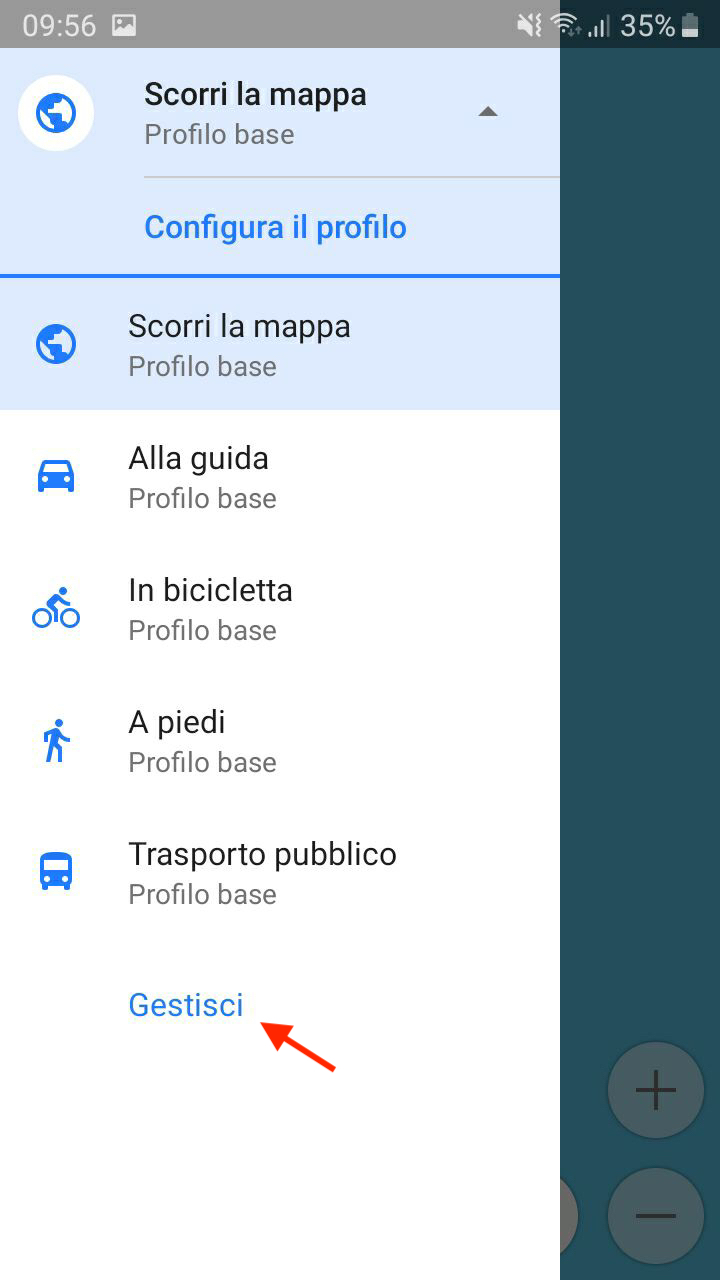 09:56
35%
Scorri la mappa
Profilo base
Configura il profilo
Scorri la mappa
Profilo base
Alla guida
Profilo base
In bicicletta
Profilo base
A piedi
Profilo base
Trasporto pubblico
Profilo base
Gestisci